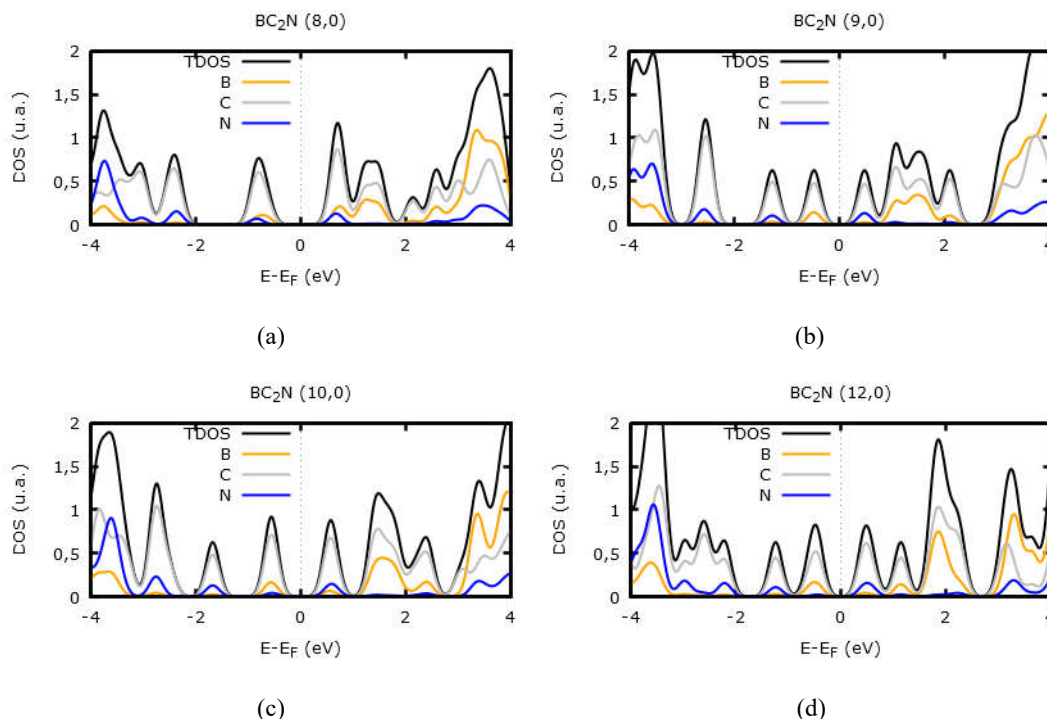 BC2N (8,0)
2
1,5
1
0,5
0
DOS (u.a.)
TDOS
B
C
N
-4 -2 0 2 4
E-EF (eV)
(a)
BC2N (9,0)
2
1,5
1
0,5
0
DOS (u.a.)
TDOS
B
C
N
-4 -2 0 2 4
E-EF (eV)
(b)
BC2N (10,0)
2
1,5
1
0,5
0
DOS (u.a.)
TDOS
B
C
N
-4 -2 0 2 4
E-EF (eV)
(c)
BC2N (12,0)
2
1,5
1
0,5
0
DOS (u.a.)
TDOS
B
C
N
-4 -2 0 2 4
E-EF (eV)
(d)